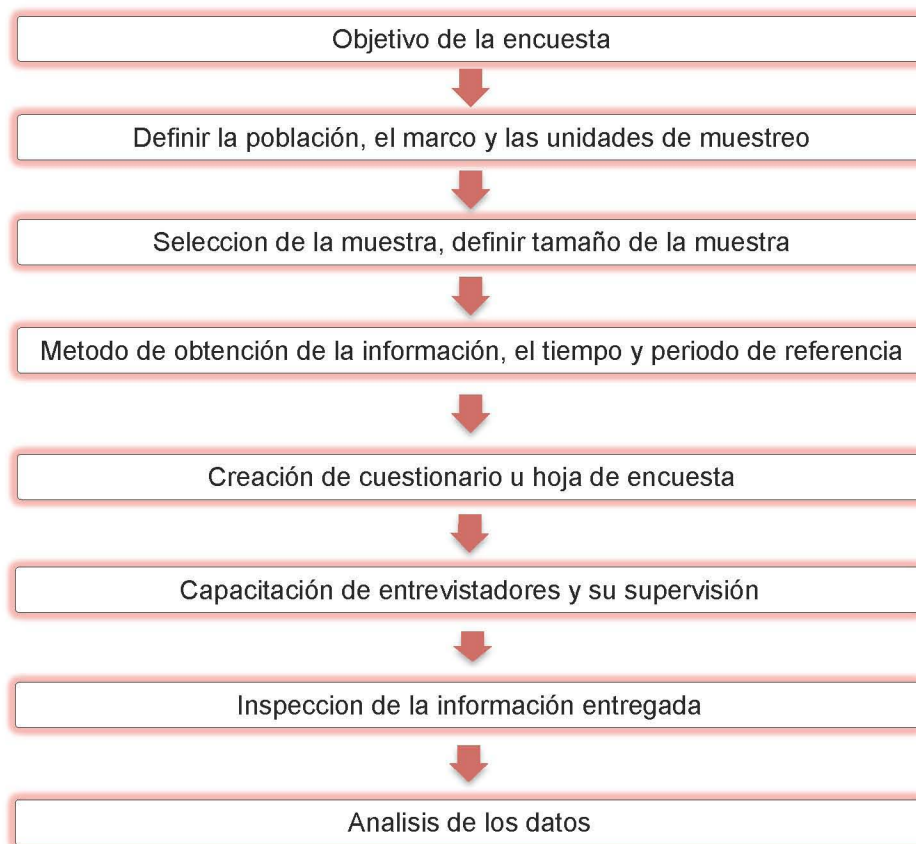 Objetivo de la encuesta
Definir la población, el marco y las unidades de muestreo
Seleccion de la muestra, definir tamaño de la muestra
Metodo de obtención de la información, el tiempo y periodo de referencia
Creación de cuestionario u hoja de encuesta
Capacitación de entrevistadores y su supervisión
Inspeccion de la información entregada
Analisis de los datos